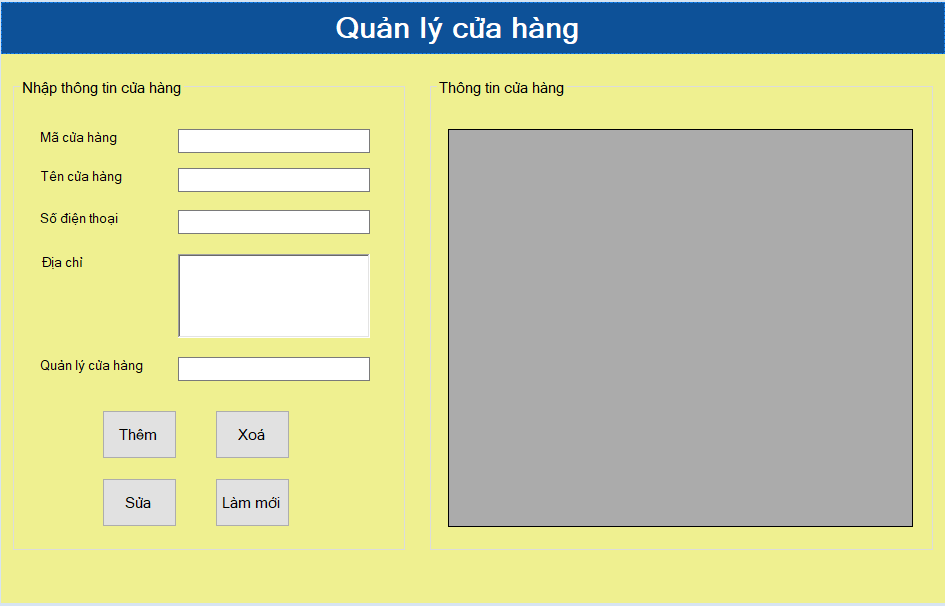 Quản lý cửa hàng
Nhập thông tin cửa hàng
Mã cửa hàng
Tên cửa hàng
Số điện thoại
Địa chỉ
Quản lý cửa hàng
Thêm
Xoá
Sửa
Làm mới
Thông tin cửa hàng